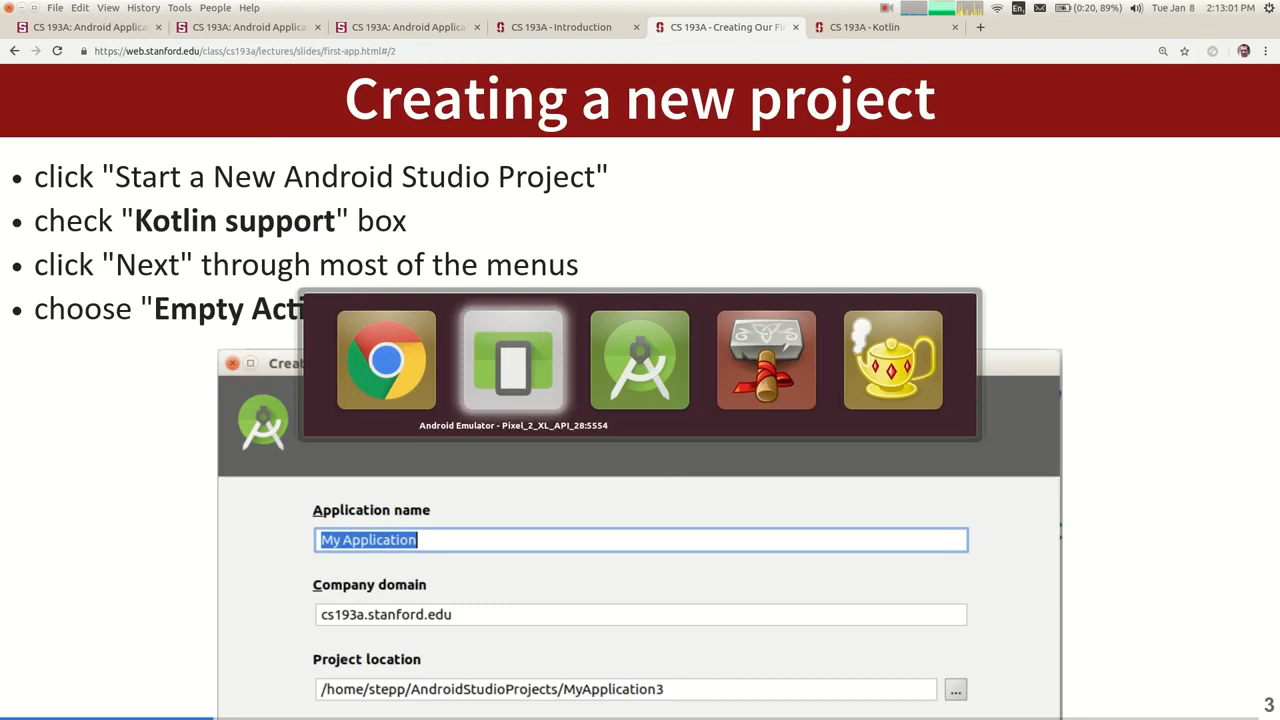 File Edit View History Tools People Help
En
(0:20, 89%)
Tue Jan 8 2:13:01 PM
CS 193A: Android Applica
CS 193A: Android Applica
CS 193A: Android Applica
CS 193A - Introduction
CS 193A - Creating Our Fi
CS 193A - Kotlin
https://web.stanford.edu/class/cs193a/lectures/slides/first-app.html#/2
Creating a new project
• click "Start a New Android Studio Project"
• check "Kotlin support" box
• click "Next" through most of the menus
• choose "Empty Acti
Android Emulator - Pixel_2_XL_API_28:5554
Crea
Application name
My Application
Company domain
cs193a.stanford.edu
Project location
/home/stepp/AndroidStudioProjects/MyApplication3
...
3